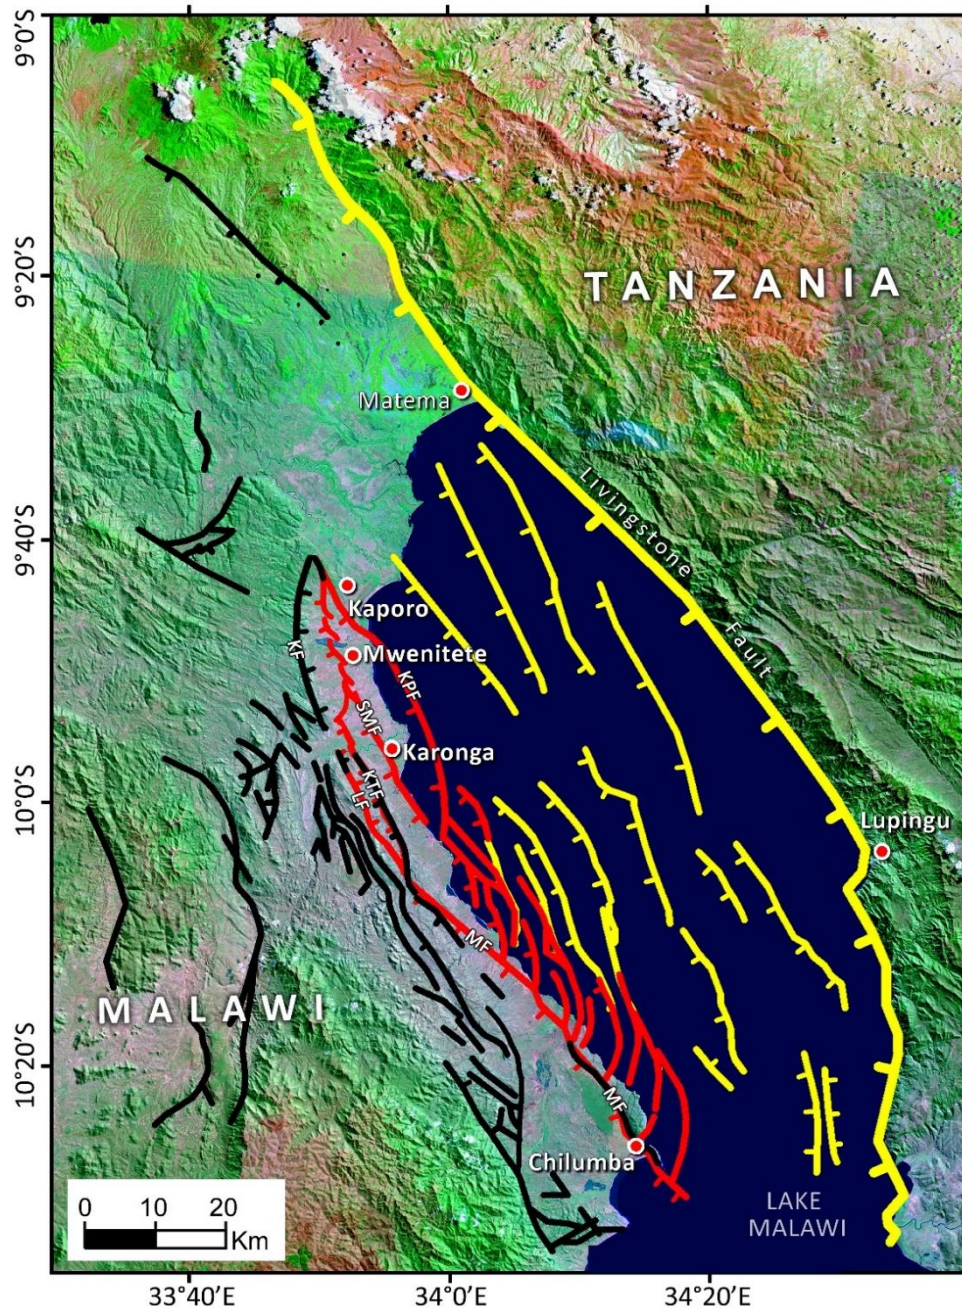 9°0'S
9°20'S
TANZANIA
Matema
Livingstone Fault
9°40'S
Kaporo
KF
Mwenitete
KPF
SMF
Karonga
KTF
LF
10°0'S
Lupingu
MF
MALAWI
10°20'S
MF
Chilumba
LAKE
MALAWI
0 10 20
Km
33°40'E 34°0'E 34°20'E